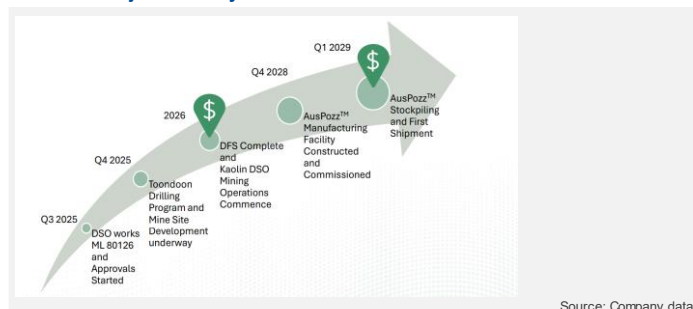 Q1 2029
$
Q4 2028
AusPozz™
Stockpiling
and First
Shipment
2026
$
AusPozz™
Manufacturing
Facility
Constructed
and
Commissioned
DFS Complete
and
Kaolin DSO
Mining
Operations
Commence
Q4 2025
Toondoon
Drilling
Program and
Mine Site
Development
underway
Q3 2025
DSO works
ML 80126
and
Approvals
Started
Source: Company data